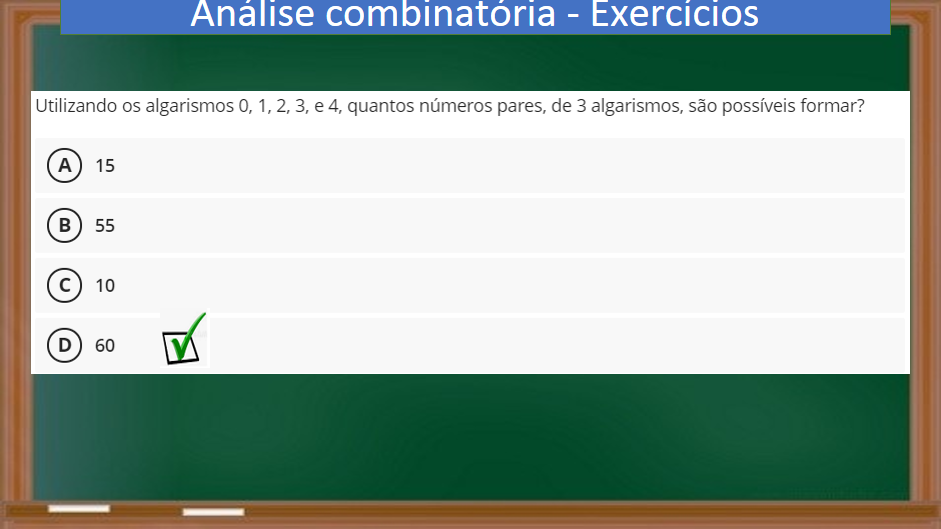 Análise combinatória - Exercícios
Utilizando os algarismos 0, 1, 2, 3, e 4, quantos números pares, de 3 algarismos, são possíveis formar?
A 15
B 55
C 10
D 60